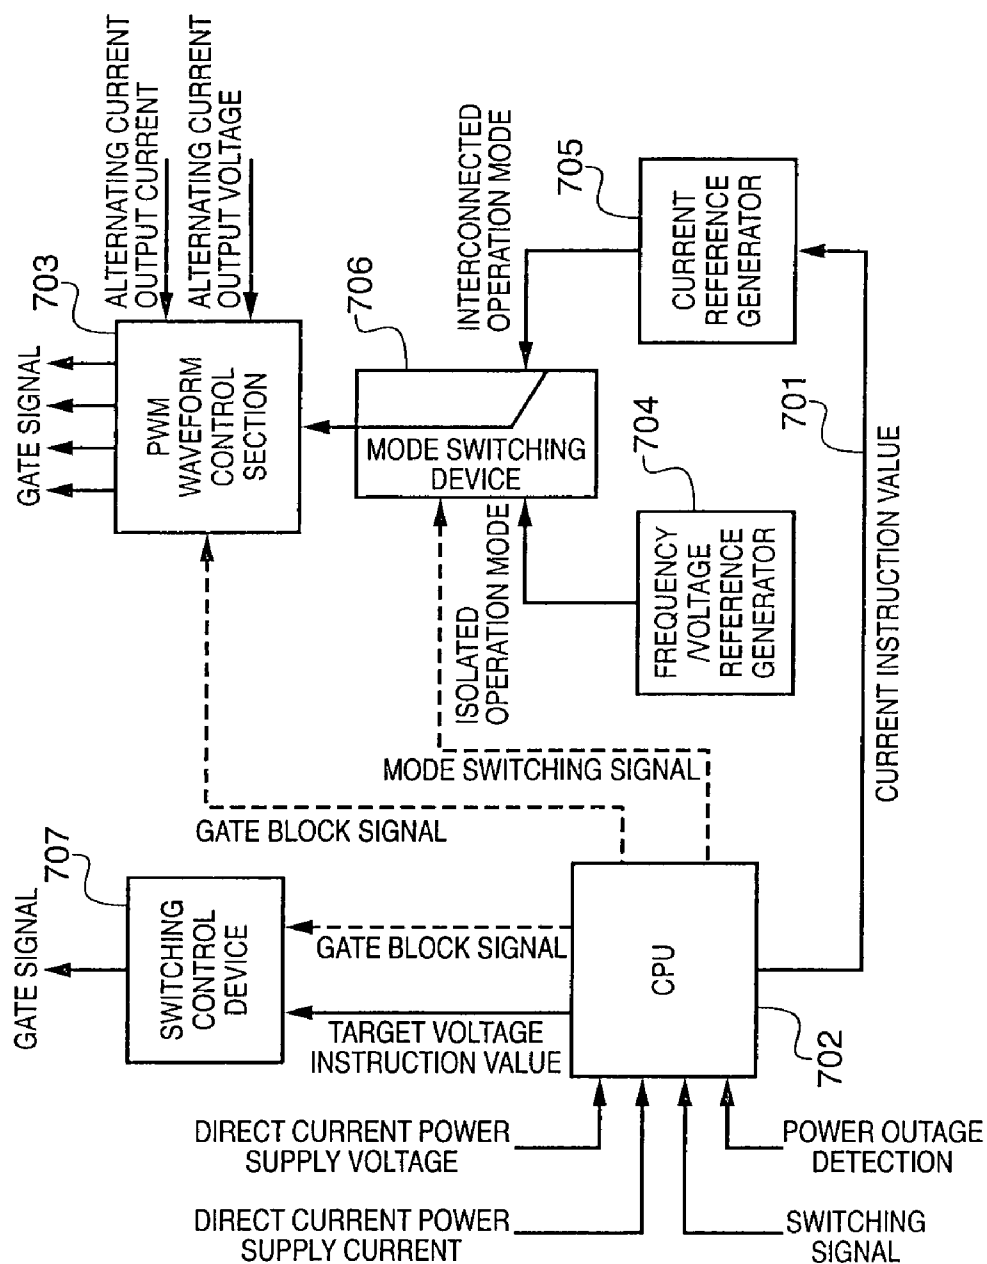 GATE SIGNAL
707
SWITCHING
CONTROL
DEVICE
GATE BLOCK SIGNAL
TARGET VOLTAGE
INSTRUCTION VALUE
GATE BLOCK SIGNAL
MODE SWITCHING SIGNAL
CPU
702
DIRECT CURRENT POWER
SUPPLY VOLTAGE
DIRECT CURRENT POWER
SUPPLY CURRENT
SWITCHING
SIGNAL
POWER OUTAGE
DETECTION
GATE SIGNAL
703
PWM
WAVEFORM
CONTROL
SECTION
ALTERNATING CURRENT
OUTPUT CURRENT
ALTERNATING CURRENT
OUTPUT VOLTAGE
706
MODE SWITCHING
DEVICE
ISOLATED
OPERATION MODE
INTERCONNECTED
OPERATION MODE
704
FREQUENCY
/VOLTAGE
REFERENCE
GENERATOR
705
CURRENT
REFERENCE
GENERATOR
701
CURRENT INSTRUCTION VALUE